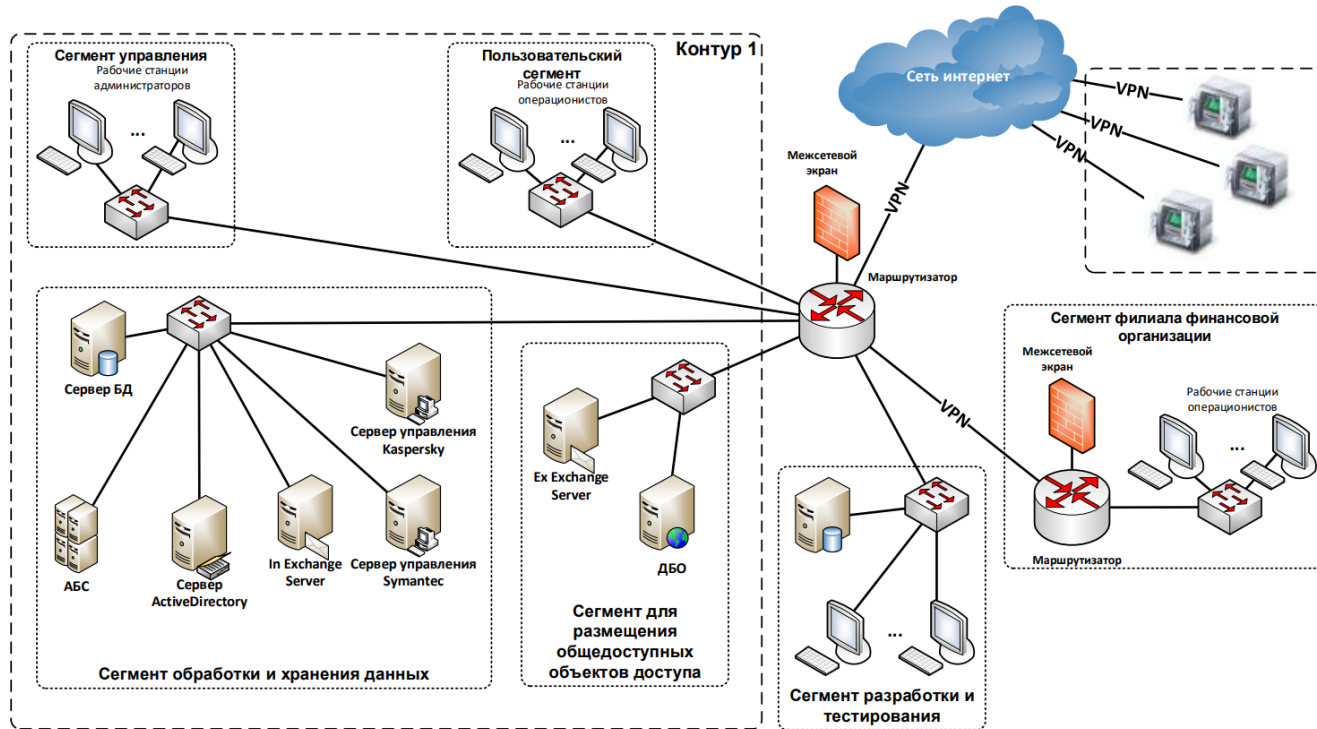 Контур 1
Сегмент управления
Рабочие станции
администраторов
...
Пользовательский
сегмент
Рабочие станции
операционистов
...
Сеть интернет
VPN
VPN
VPN
VPN
Межсетевой
экран
Маршрутизатор
Сервер БД
Сервер управления
Kaspersky
АБС
Сервер
ActiveDirectory
In Exchange
Server
Сервер управления
Symantec
Сегмент обработки и хранения данных
Ex Exchange
Server
ДБО
Сегмент для
размещения
общедоступных
объектов доступа
VPN
Сегмент филиала финансовой
организации
Межсетевой
экран
Рабочие станции
операционистов
...
Маршрутизатор
...
Сегмент разработки и
тестирования